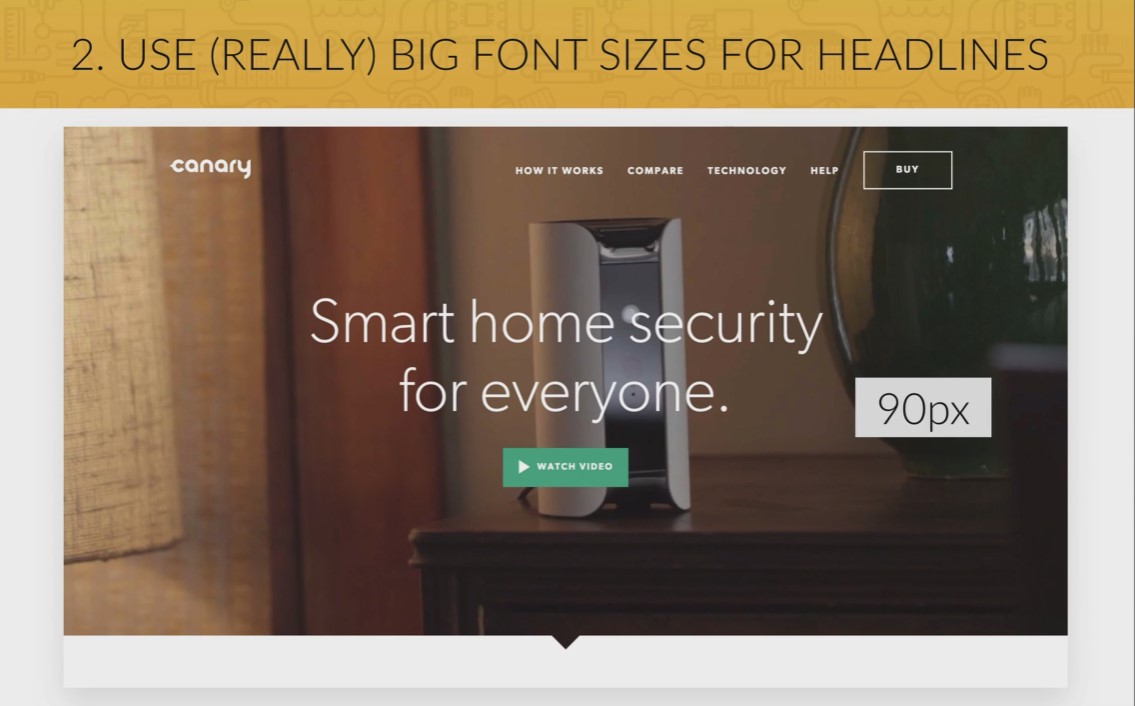 2. USE (REALLY) BIG FONT SIZES FOR HEADLINES
canary
HOW IT WORKS COMPARE TECHNOLOGY HELP BUY
Smart home security
for everyone.
90px
WATCH VIDEO